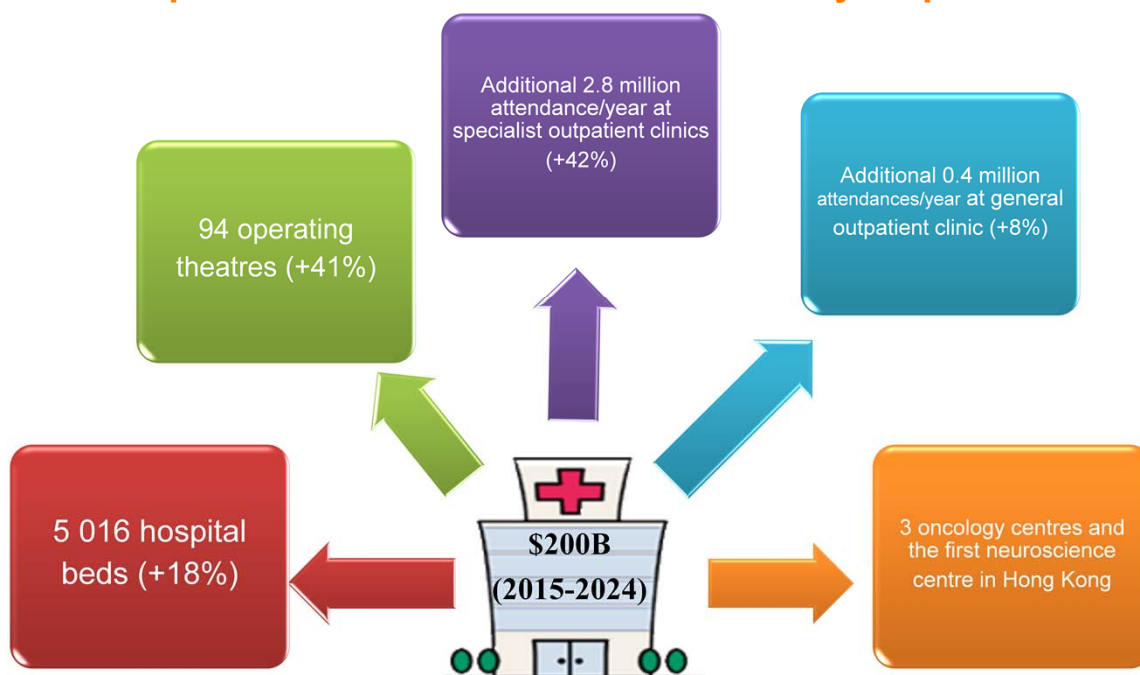 Additional 2.8 million
attendance/year at
specialist outpatient clinics
(+42%)
Additional 0.4 million
attendances/year at general
outpatient clinic (+8%)
94 operating
theatres (+41%)
5 016 hospital
beds (+18%)
$200B
(2015-2024)
3 oncology centres and
the first neuroscience
centre in Hong Kong